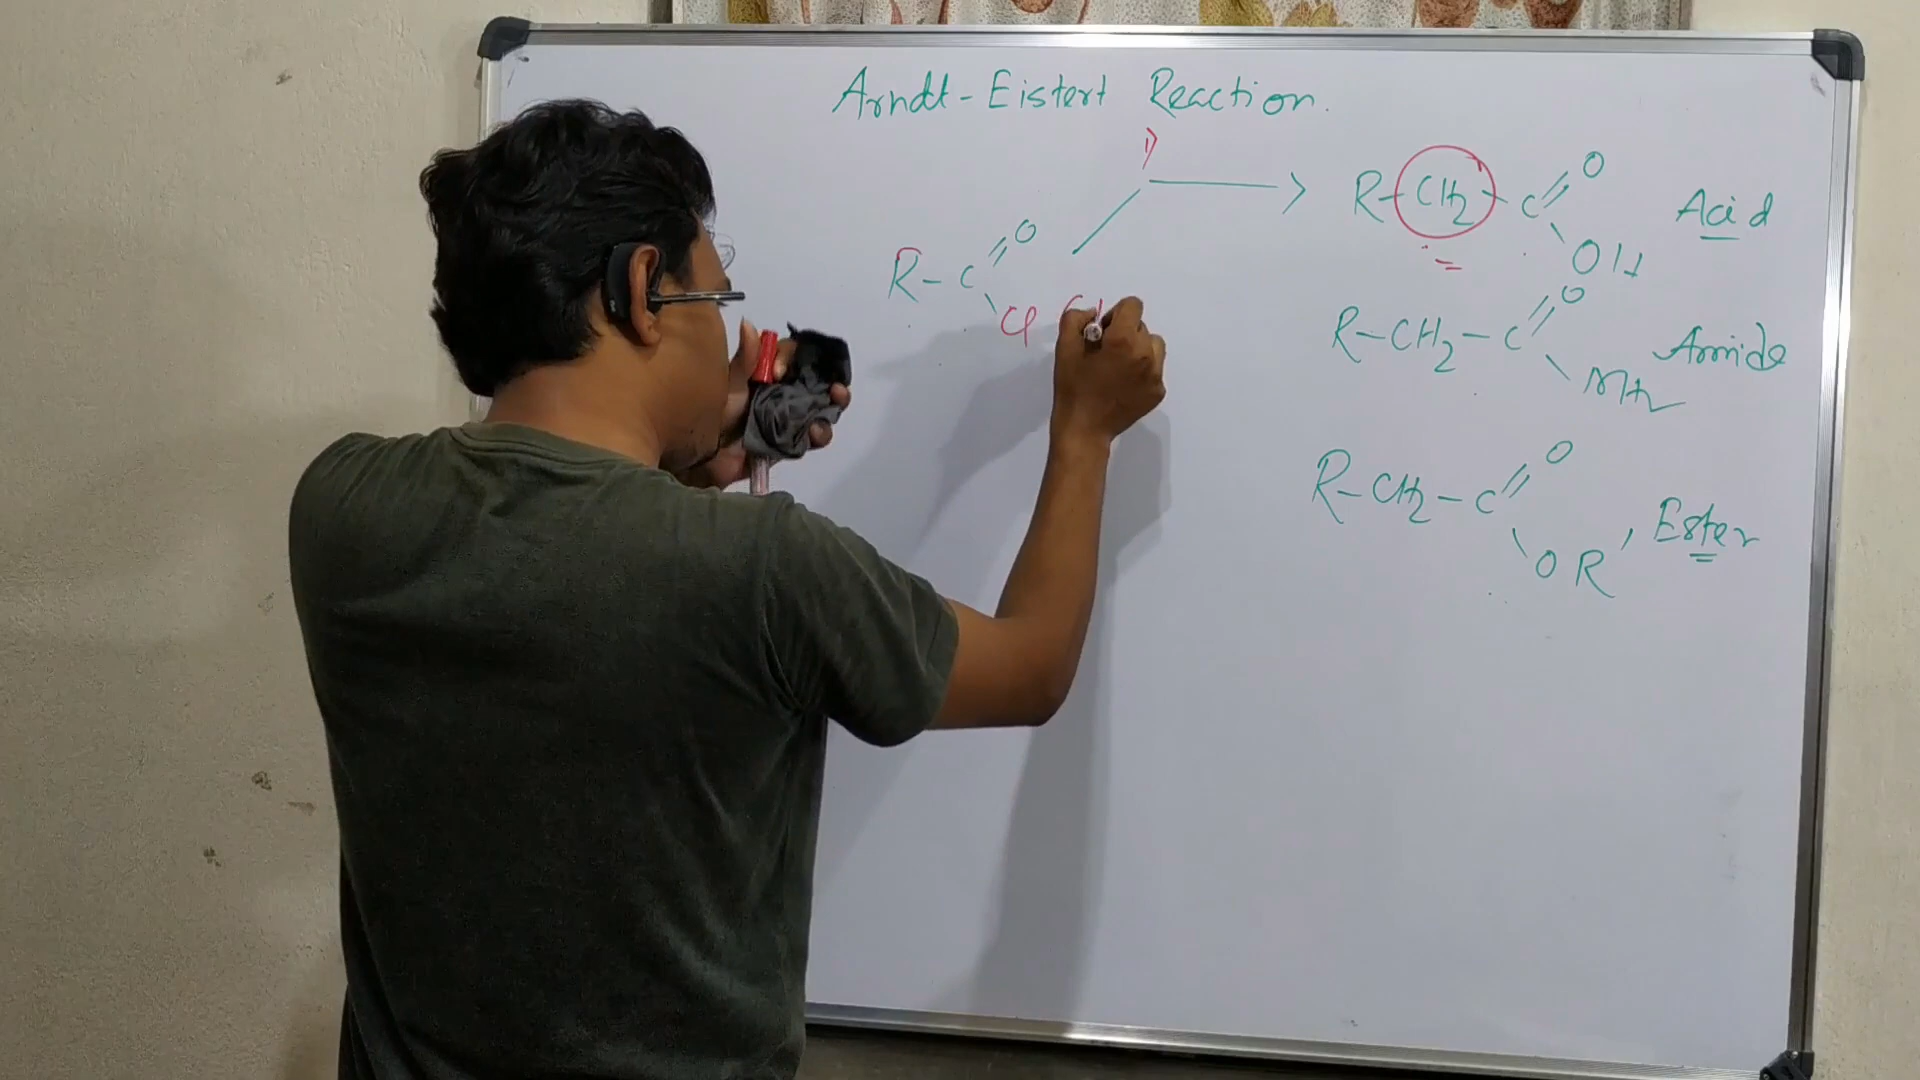 Arndt-Eistert Reaction.
1)
R-CH2-C=O OH Acid
R-C=O Cl
R-CH2-C=O NH2 Amide
R-CH2-C=O OR' Ester